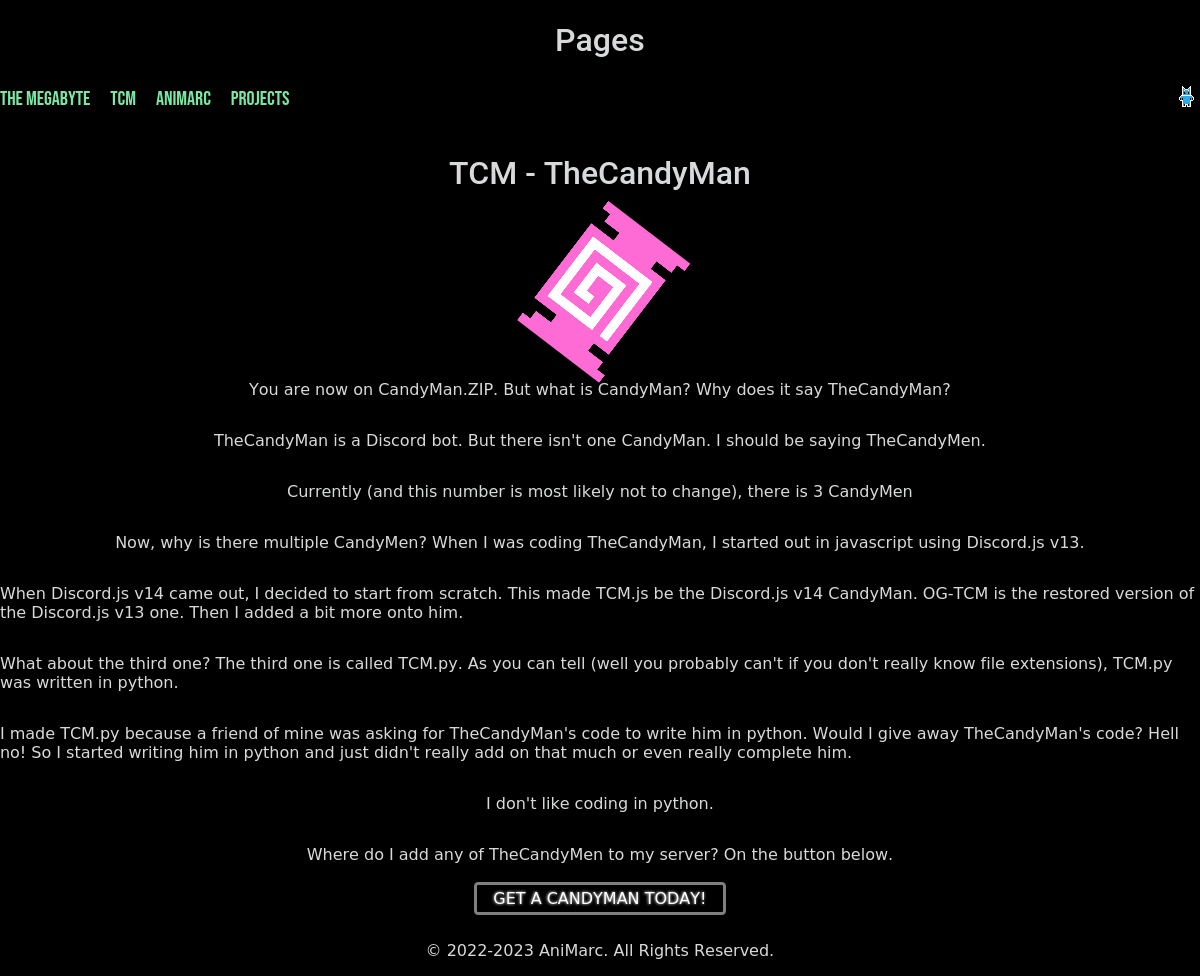 Pages
THE MEGABYTE TCM ANIMARC PROJECTS
TCM - TheCandyMan
You are now on CandyMan.ZIP. But what is CandyMan? Why does it say TheCandyMan?
TheCandyMan is a Discord bot. But there isn't one CandyMan. I should be saying TheCandyMen.
Currently (and this number is most likely not to change), there is 3 CandyMen
Now, why is there multiple CandyMen? When I was coding TheCandyMan, I started out in javascript using Discord.js v13.
When Discord.js v14 came out, I decided to start from scratch. This made TCM.js be the Discord.js v14 CandyMan. OG-TCM is the restored version of
the Discord.js v13 one. Then I added a bit more onto him.
What about the third one? The third one is called TCM.py. As you can tell (well you probably can't if you don't really know file extensions), TCM.py
was written in python.
I made TCM.py because a friend of mine was asking for TheCandyMan's code to write him in python. Would I give away TheCandyMan's code? Hell
no! So I started writing him in python and just didn't really add on that much or even really complete him.
I don't like coding in python.
Where do I add any of TheCandyMen to my server? On the button below.
GET A CANDYMAN TODAY!
© 2022-2023 AniMarc. All Rights Reserved.